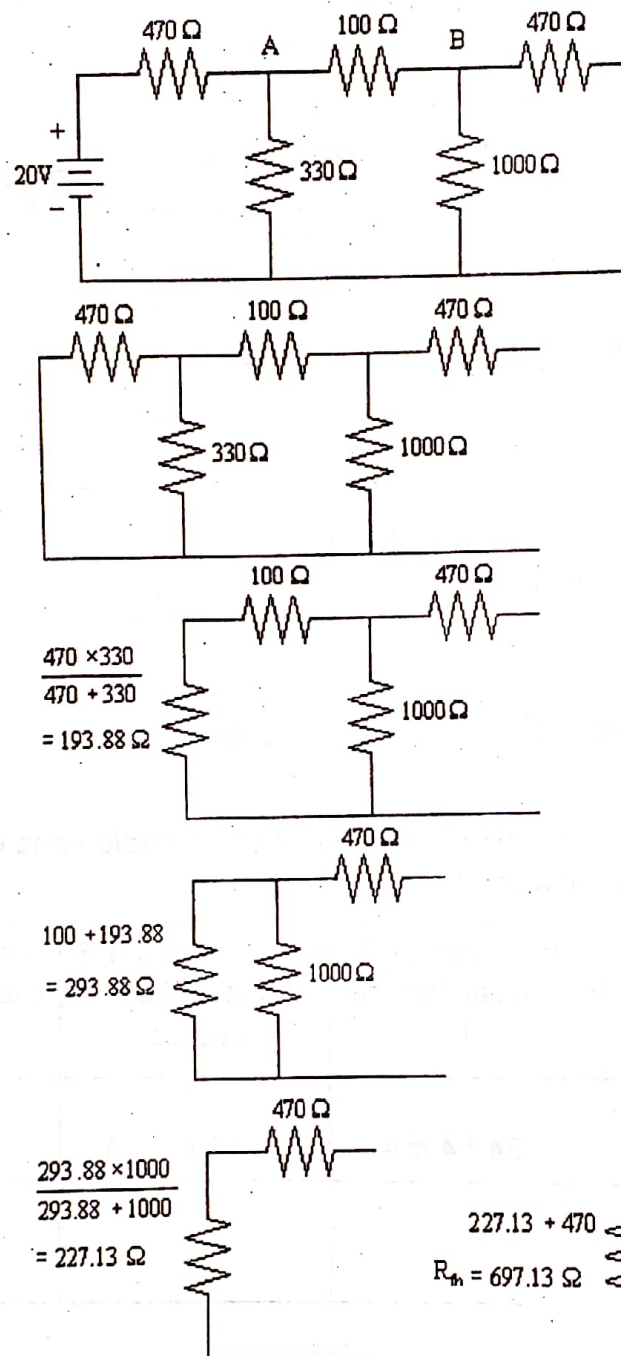 470 Ω A 100 Ω B 470 Ω
+
20V 330 Ω 1000 Ω
−
470 Ω 100 Ω 470 Ω
330 Ω 1000 Ω
100 Ω 470 Ω
470 × 330
470 + 330
= 193.88 Ω
1000 Ω
470 Ω
100 + 193.88
= 293.88 Ω
1000 Ω
470 Ω
293.88 × 1000
293.88 + 1000
= 227.13 Ω
227.13 + 470
Rth = 697.13 Ω